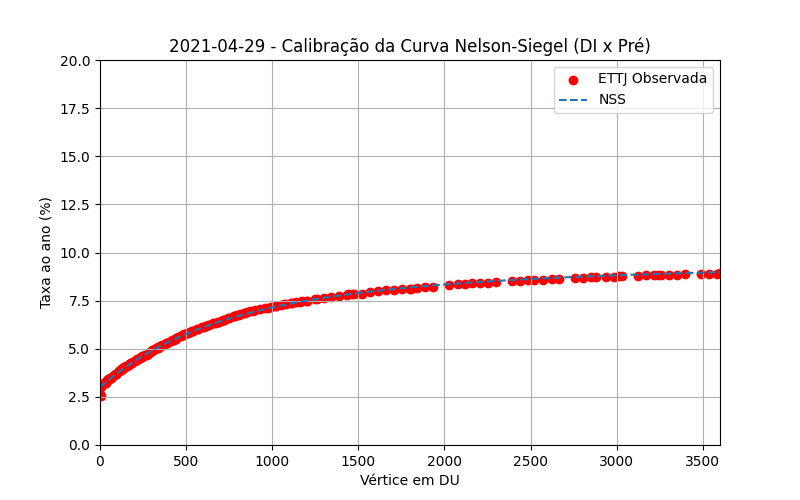 2021-04-29 - Calibração da Curva Nelson-Siegel (DI x Pré)
ETTJ Observada
NSS
Taxa ao ano (%)
20.0
17.5
15.0
12.5
10.0
7.5
5.0
2.5
0.0
0 500 1000 1500 2000 2500 3000 3500
Vértice em DU